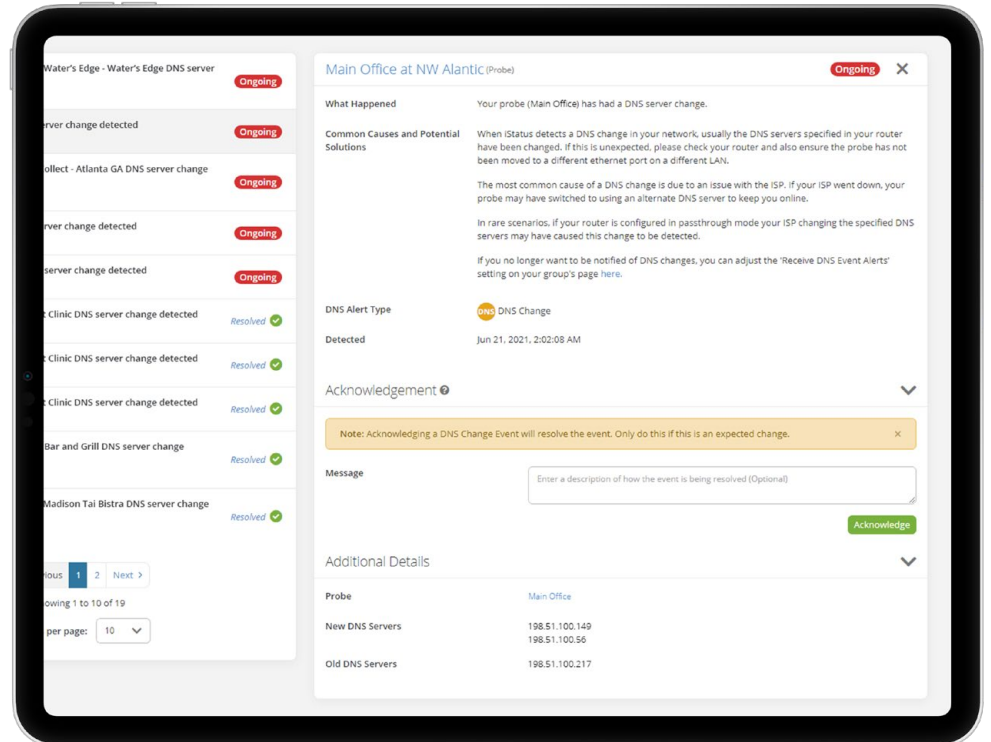 Water's Edge - Water's Edge DNS server
Ongoing
server change detected
Ongoing
ollect - Atlanta GA DNS server change
Ongoing
rver change detected
Ongoing
server change detected
Ongoing
t Clinic DNS server change detected
Resolved
t Clinic DNS server change detected
Resolved
t Clinic DNS server change detected
Resolved
Bar and Grill DNS server change
Resolved
Madison Tai Bistra DNS server change
Resolved
ious 1 2 Next >
owing 1 to 10 of 19
per page: 10
Main Office at NW Alantic (Probe)
Ongoing
What Happened
Your probe (Main Office) has had a DNS server change.
Common Causes and Potential
Solutions
When iStatus detects a DNS change in your network, usually the DNS servers specified in your router
have been changed. If this is unexpected, please check your router and also ensure the probe has not
been moved to a different ethernet port on a different LAN.
The most common cause of a DNS change is due to an issue with the ISP. If your ISP went down, your
probe may have switched to using an alternate DNS server to keep you online.
In rare scenarios, if your router is configured in passthrough mode your ISP changing the specified DNS
servers may have caused this change to be detected.
If you no longer want to be notified of DNS changes, you can adjust the 'Receive DNS Event Alerts'
setting on your group's page here.
DNS Alert Type
DNS DNS Change
Detected
Jun 21, 2021, 2:02:08 AM
Acknowledgement ?
Note: Acknowledging a DNS Change Event will resolve the event. Only do this if this is an expected change. ×
Message
Enter a description of how the event is being resolved (Optional)
Acknowledge
Additional Details
Probe
Main Office
New DNS Servers
198.51.100.149
198.51.100.56
Old DNS Servers
198.51.100.217